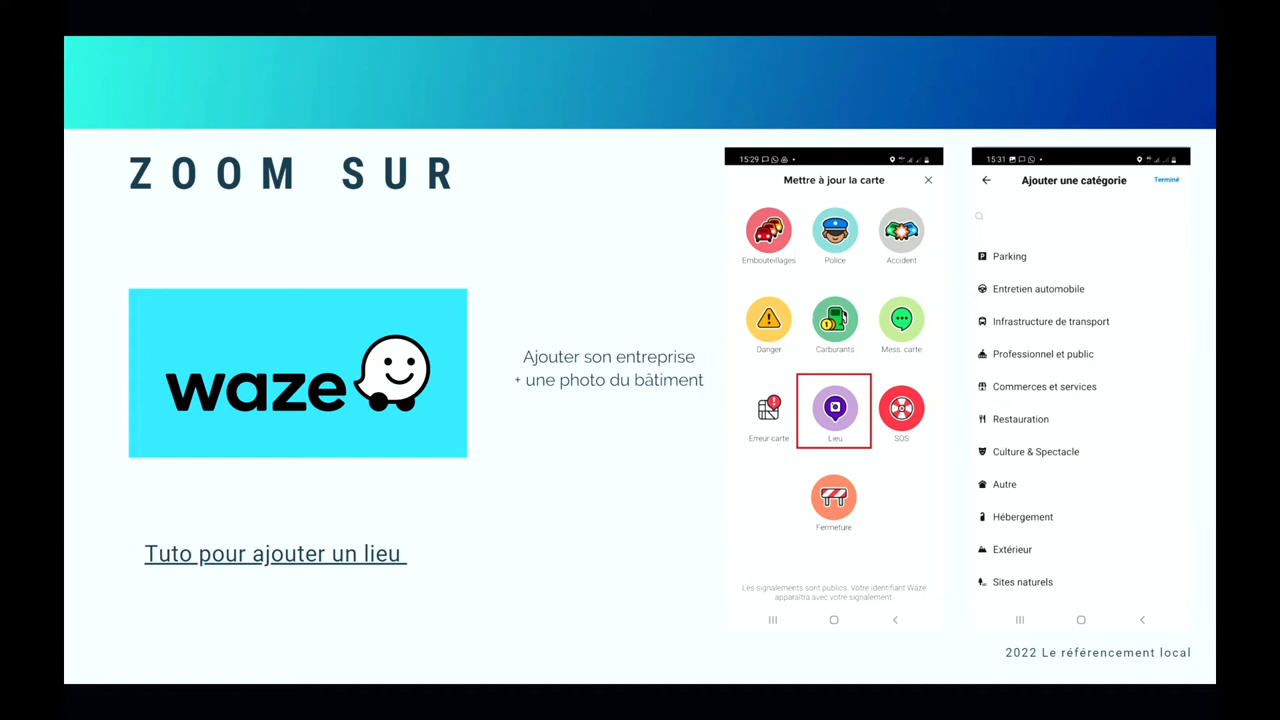 ZOOM SUR
waze
Ajouter son entreprise
+ une photo du bâtiment
Tuto pour ajouter un lieu
15:29
Mettre à jour la carte
Embouteillages
Police
Accident
Danger
Carburants
Mess. carte
Erreur carte
Lieu
SOS
Fermeture
Les signalements sont publics. Votre identifiant Waze
apparaîtra avec votre signalement.
15:31
Ajouter une catégorie
Terminé
Parking
Entretien automobile
Infrastructure de transport
Professionnel et public
Commerces et services
Restauration
Culture & Spectacle
Autre
Hébergement
Extérieur
Sites naturels
2022 Le référencement local